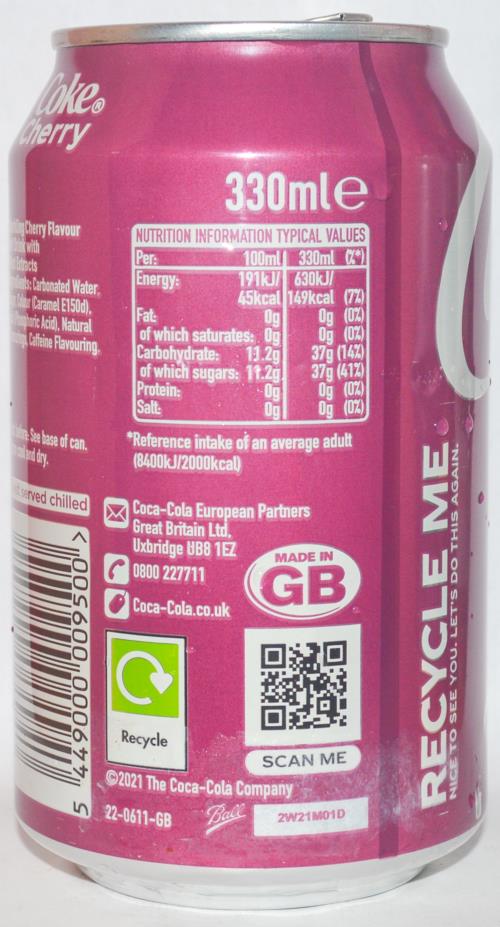 Coke®
Cherry
Cherry Flavour
with
Extracts
Carbonated Water,
(Caramel E150d),
Acid), Natural
Caffeine Flavouring.
See base of can.
and dry.
served chilled
5 449000 009500 >
330ml e
NUTRITION INFORMATION TYPICAL VALUES
Per: 100ml 330ml (%*)
Energy: 191kJ/ 630kJ/
45kcal 149kcal (7%)
Fat: 0g 0g (0%)
of which saturates: 0g 0g (0%)
Carbohydrate: 11.2g 37g (14%)
of which sugars: 11.2g 37g (41%)
Protein: 0g 0g (0%)
Salt: 0g 0g (0%)
*Reference intake of an average adult
(8400kJ/2000kcal)
Coca-Cola European Partners
Great Britain Ltd,
Uxbridge UB8 1EZ
0800 227711
Coca-Cola.co.uk
MADE IN
GB
Recycle
SCAN ME
©2021 The Coca-Cola Company
22-0611-GB
Ball
2W21M01D
RECYCLE ME.
NICE TO SEE YOU. LET'S DO THIS AGAIN.